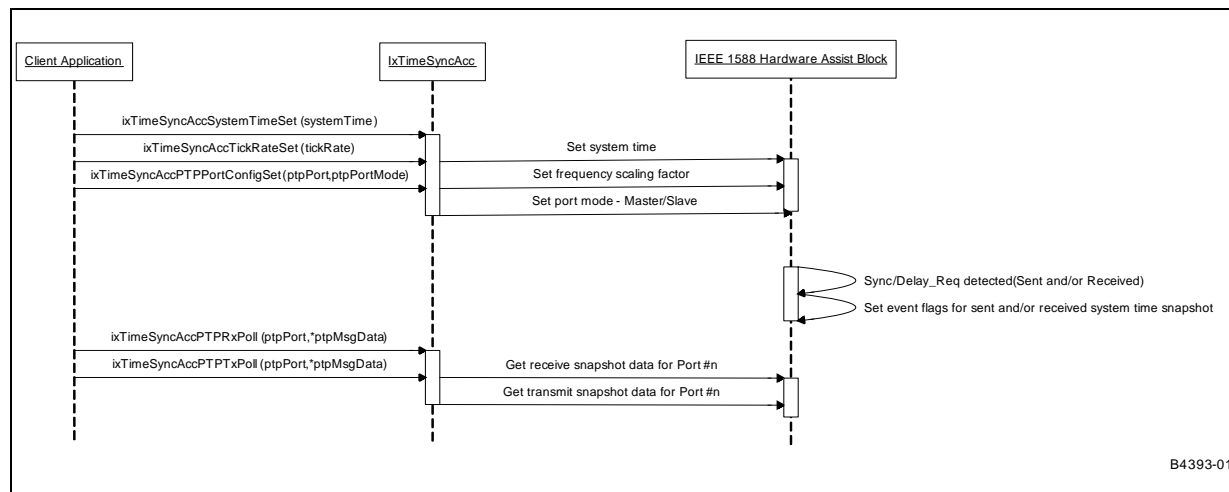 Client Application
IxTimeSyncAcc
IEEE 1588 Hardware Assist Block
ixTimeSyncAccSystemTimeSet (systemTime)
ixTimeSyncAccTickRateSet (tickRate)
Set system time
ixTimeSyncAccPTPPortConfigSet (ptpPort,ptpPortMode)
Set frequency scaling factor
Set port mode - Master/Slave
Sync/Delay_Req detected(Sent and/or Received)
Set event flags for sent and/or received system time snapshot
ixTimeSyncAccPTPRxPoll (ptpPort,*ptpMsgData)
ixTimeSyncAccPTPTxPoll (ptpPort,*ptpMsgData)
Get receive snapshot data for Port #n
Get transmit snapshot data for Port #n
B4393-01